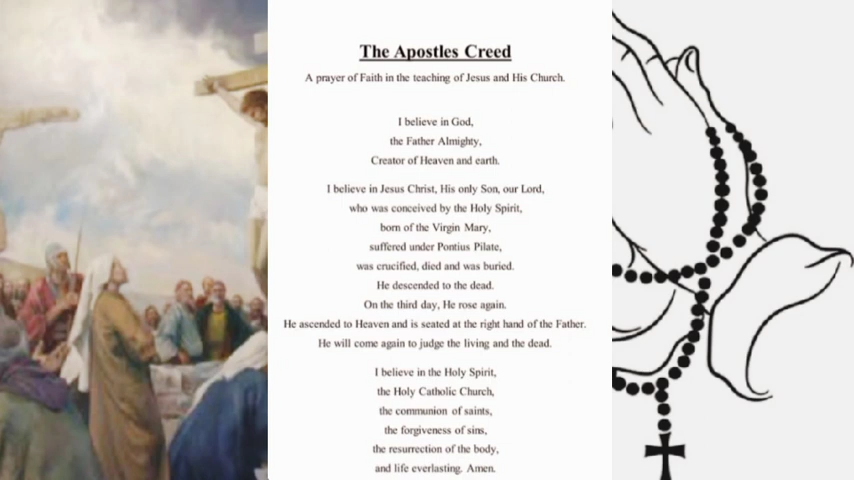 The Apostles Creed
A prayer of Faith in the teaching of Jesus and His Church.
I believe in God,
the Father Almighty,
Creator of Heaven and earth.
I believe in Jesus Christ, His only Son, our Lord,
who was conceived by the Holy Spirit,
born of the Virgin Mary,
suffered under Pontius Pilate,
was crucified, died and was buried.
He descended to the dead.
On the third day, He rose again.
He ascended to Heaven and is seated at the right hand of the Father.
He will come again to judge the living and the dead.
I believe in the Holy Spirit,
the Holy Catholic Church,
the communion of saints,
the forgiveness of sins,
the resurrection of the body,
and life everlasting. Amen.